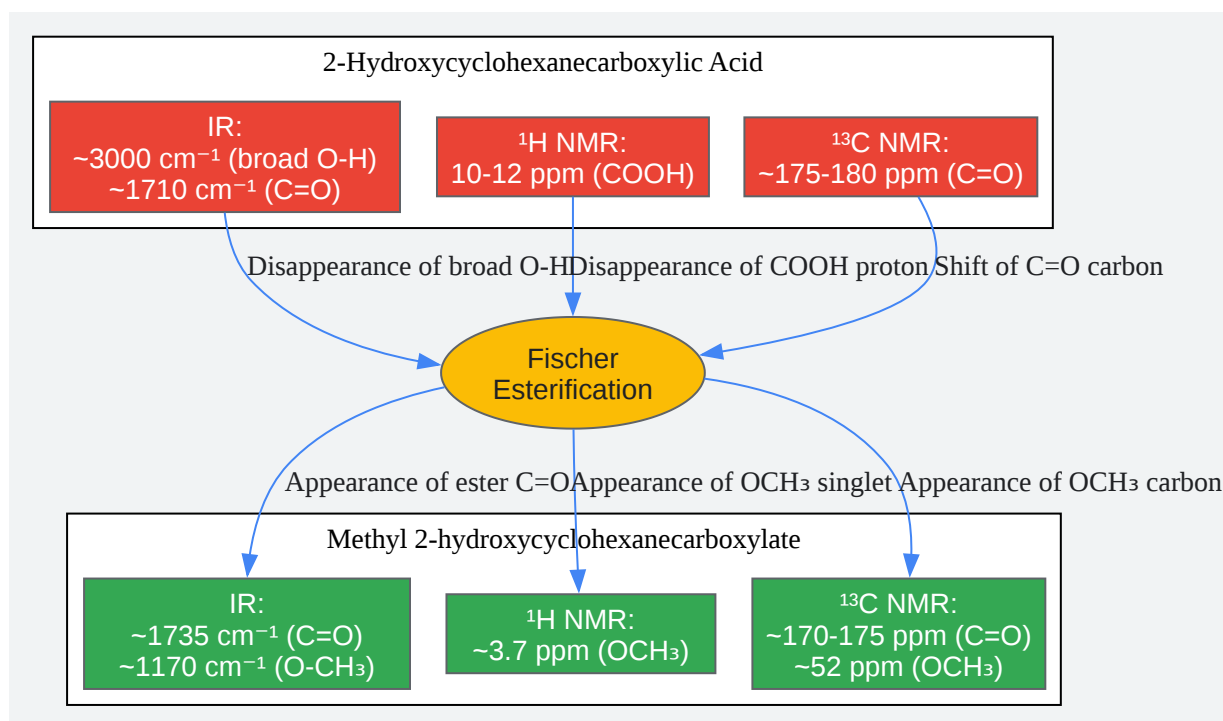 2-Hydroxycyclohexanecarboxylic Acid
IR:
~3000 cm⁻¹ (broad O-H)
~1710 cm⁻¹ (C=O)
¹H NMR:
10-12 ppm (COOH)
¹³C NMR:
~175-180 ppm (C=O)
Disappearance of broad O-H
Disappearance of COOH proton
Shift of C=O carbon
Fischer
Esterification
Appearance of ester C=O
Appearance of OCH₃ singlet
Appearance of OCH₃ carbon
Methyl 2-hydroxycyclohexanecarboxylate
IR:
~1735 cm⁻¹ (C=O)
~1170 cm⁻¹ (O-CH₃)
¹H NMR:
~3.7 ppm (OCH₃)
¹³C NMR:
~170-175 ppm (C=O)
~52 ppm (OCH₃)